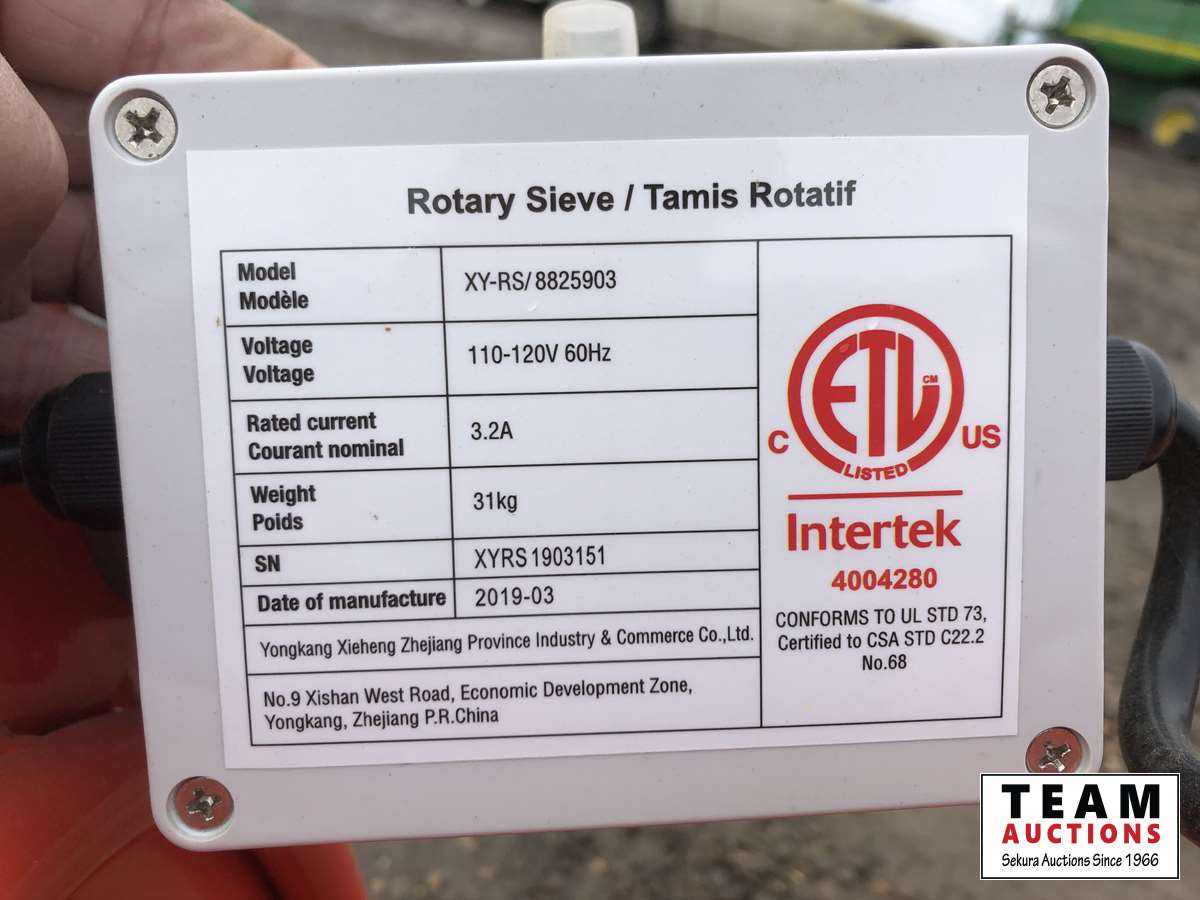 Rotary Sieve / Tamis Rotatif
Model
Modèle
XY-RS/8825903
Voltage
Voltage
110-120V 60Hz
Rated current
Courant nominal
3.2A
Weight
Poids
31kg
SN
XYRS1903151
Date of manufacture
2019-03
Yongkang Xieheng Zhejiang Province Industry & Commerce Co.,Ltd.
No.9 Xishan West Road, Economic Development Zone,
Yongkang, Zhejiang P.R.China
ETL CM
C US
LISTED
Intertek
4004280
CONFORMS TO UL STD 73,
Certified to CSA STD C22.2
No.68
TEAM
AUCTIONS
Sekura Auctions Since 1966